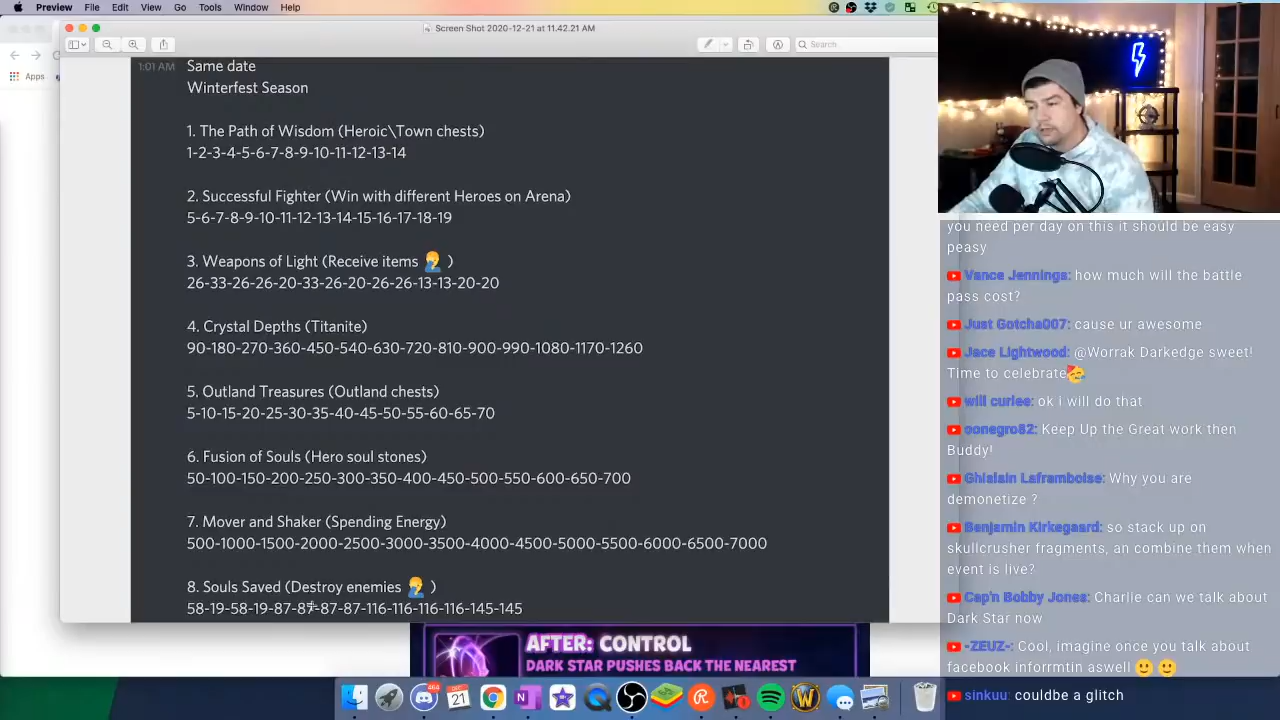 Preview File Edit View Go Tools Window Help
Screen Shot 2020-12-21 at 11.42.21 AM
Search
Apps
1:01 AM Same date
Winterfest Season
1. The Path of Wisdom (Heroic\Town chests)
1-2-3-4-5-6-7-8-9-10-11-12-13-14
2. Successful Fighter (Win with different Heroes on Arena)
5-6-7-8-9-10-11-12-13-14-15-16-17-18-19
3. Weapons of Light (Receive items 🤦‍♂️ )
26-33-26-26-20-33-26-20-26-26-13-13-20-20
4. Crystal Depths (Titanite)
90-180-270-360-450-540-630-720-810-900-990-1080-1170-1260
5. Outland Treasures (Outland chests)
5-10-15-20-25-30-35-40-45-50-55-60-65-70
6. Fusion of Souls (Hero soul stones)
50-100-150-200-250-300-350-400-450-500-550-600-650-700
7. Mover and Shaker (Spending Energy)
500-1000-1500-2000-2500-3000-3500-4000-4500-5000-5500-6000-6500-7000
8. Souls Saved (Destroy enemies 🤦‍♂️ )
58-19-58-19-87-87-87-87-116-116-116-116-145-145
AFTER: CONTROL
DARK STAR PUSHES BACK THE NEAREST
464
OCT
21
you need per day on this it should be easy
peasy
Vance Jennings: how much will the battle
pass cost?
Just Gotcha007: cause ur awesome
Jace Lightwood: @Worrak Darkedge sweet!
Time to celebrate🥳
will curlee: ok i will do that
oonegro82: Keep Up the Great work then
Buddy!
Ghislain Laframboise: Why you are
demonetize ?
Benjamin Kirkegaard: so stack up on
skullcrusher fragments, an combine them when
event is live?
Cap'n Bobby Jones: Charlie can we talk about
Dark Star now
-ZEUZ-: Cool, imagine once you talk about
facebook inforrmtin aswell 🙂 🙂
sinkuu: couldbe a glitch